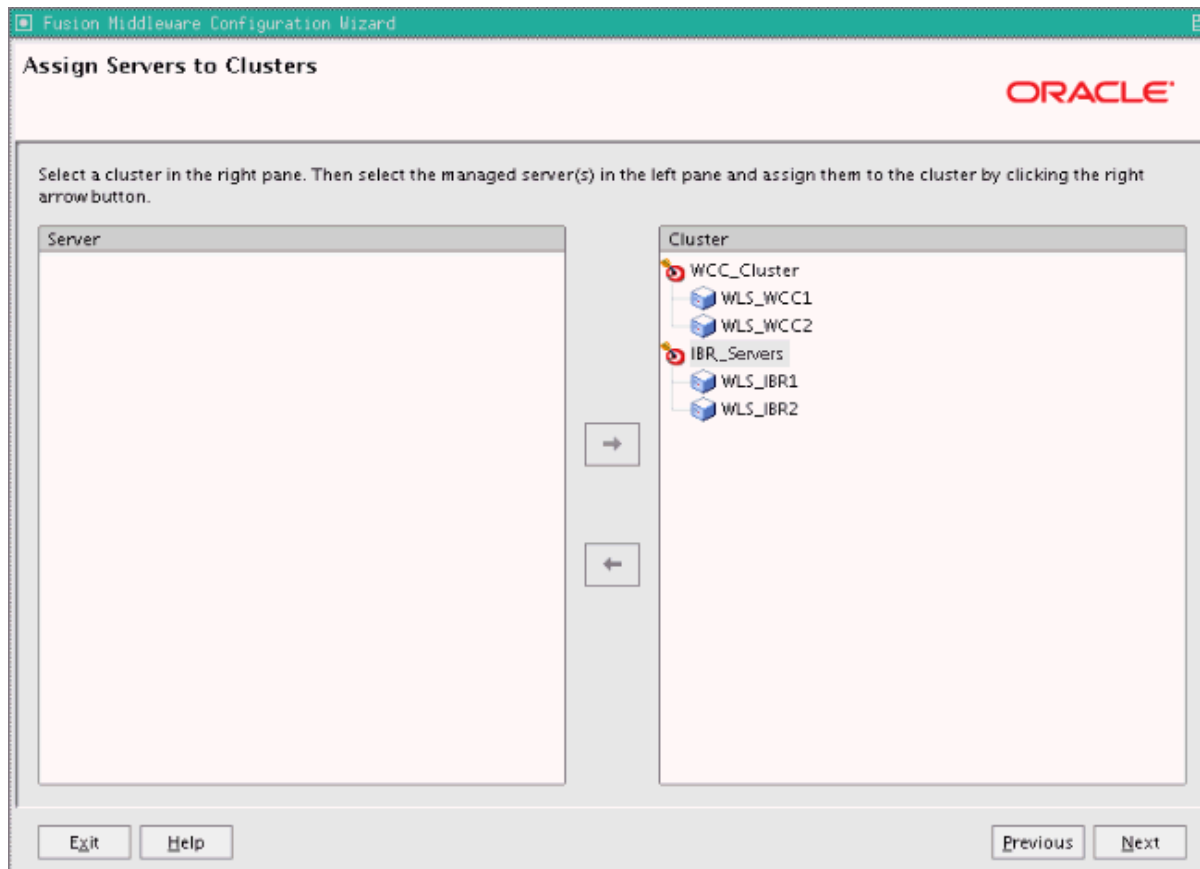 Fusion Middleware Configuration Wizard
Assign Servers to Clusters
ORACLE
Select a cluster in the right pane. Then select the managed server(s) in the left pane and assign them to the cluster by clicking the right
arrow button.
Server
Cluster
WCC_Cluster
WLS_WCC1
WLS_WCC2
IBR_Servers
WLS_IBR1
WLS_IBR2
Exit
Help
Previous
Next